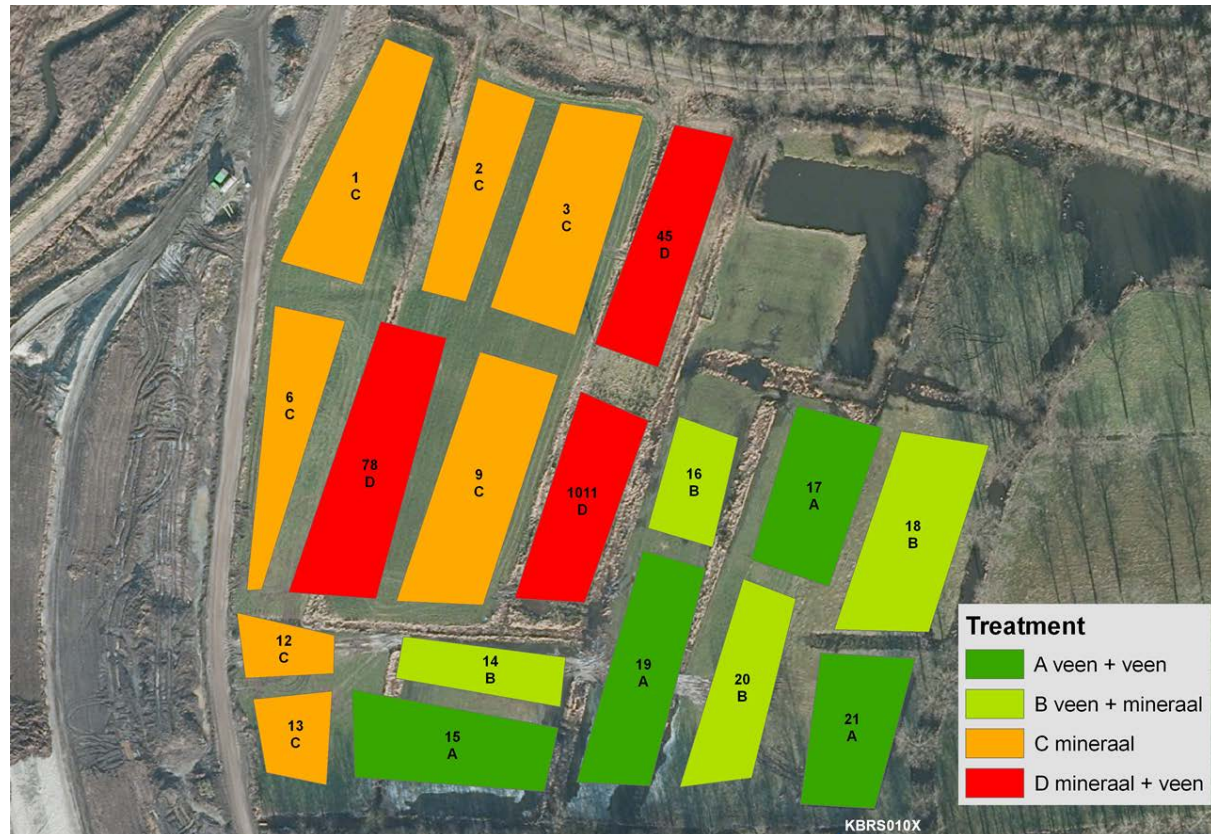 1
C
2
C
3
C
45
D
6
C
78
D
9
C
1011
D
16
B
17
A
18
B
12
C
14
B
19
A
20
B
13
C
15
A
21
A
Treatment
A veen + veen
B veen + mineraal
C mineraal
D mineraal + veen
KBRS010X